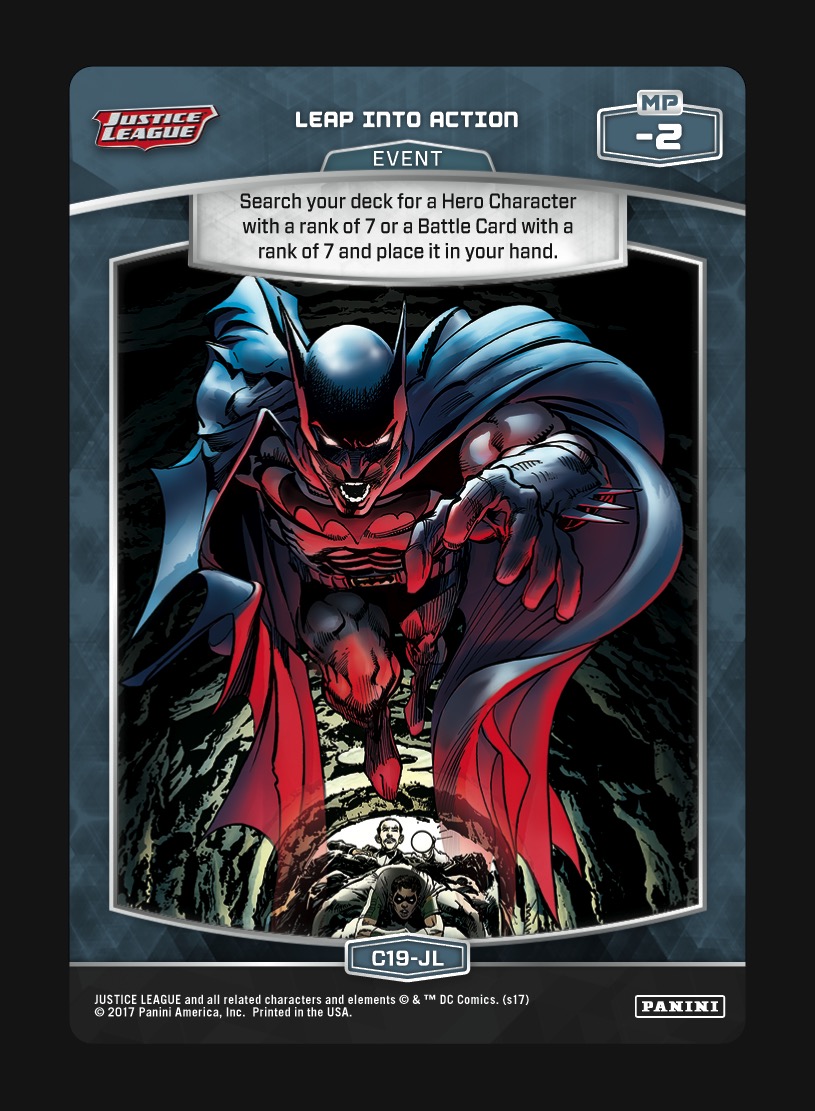 JUSTICE
LEAGUE
LEAP INTO ACTION
MP
-2
EVENT
Search your deck for a Hero Character
with a rank of 7 or a Battle Card with a
rank of 7 and place it in your hand.
C19-JL
JUSTICE LEAGUE and all related characters and elements © & ™ DC Comics. (s17)
© 2017 Panini America, Inc. Printed in the USA.
PANINI